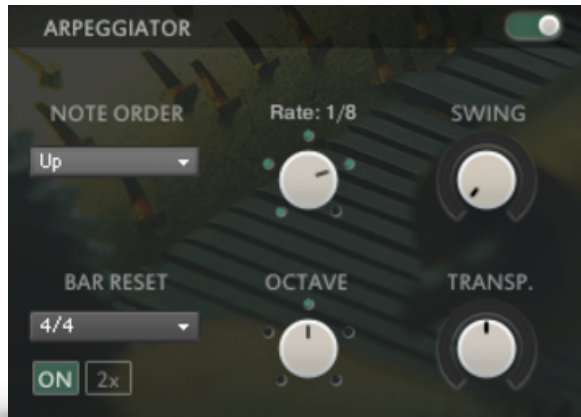 ARPEGGIATOR
NOTE ORDER
Rate: 1/8
SWING
Up
BAR RESET
OCTAVE
TRANSP.
4/4
ON
2x